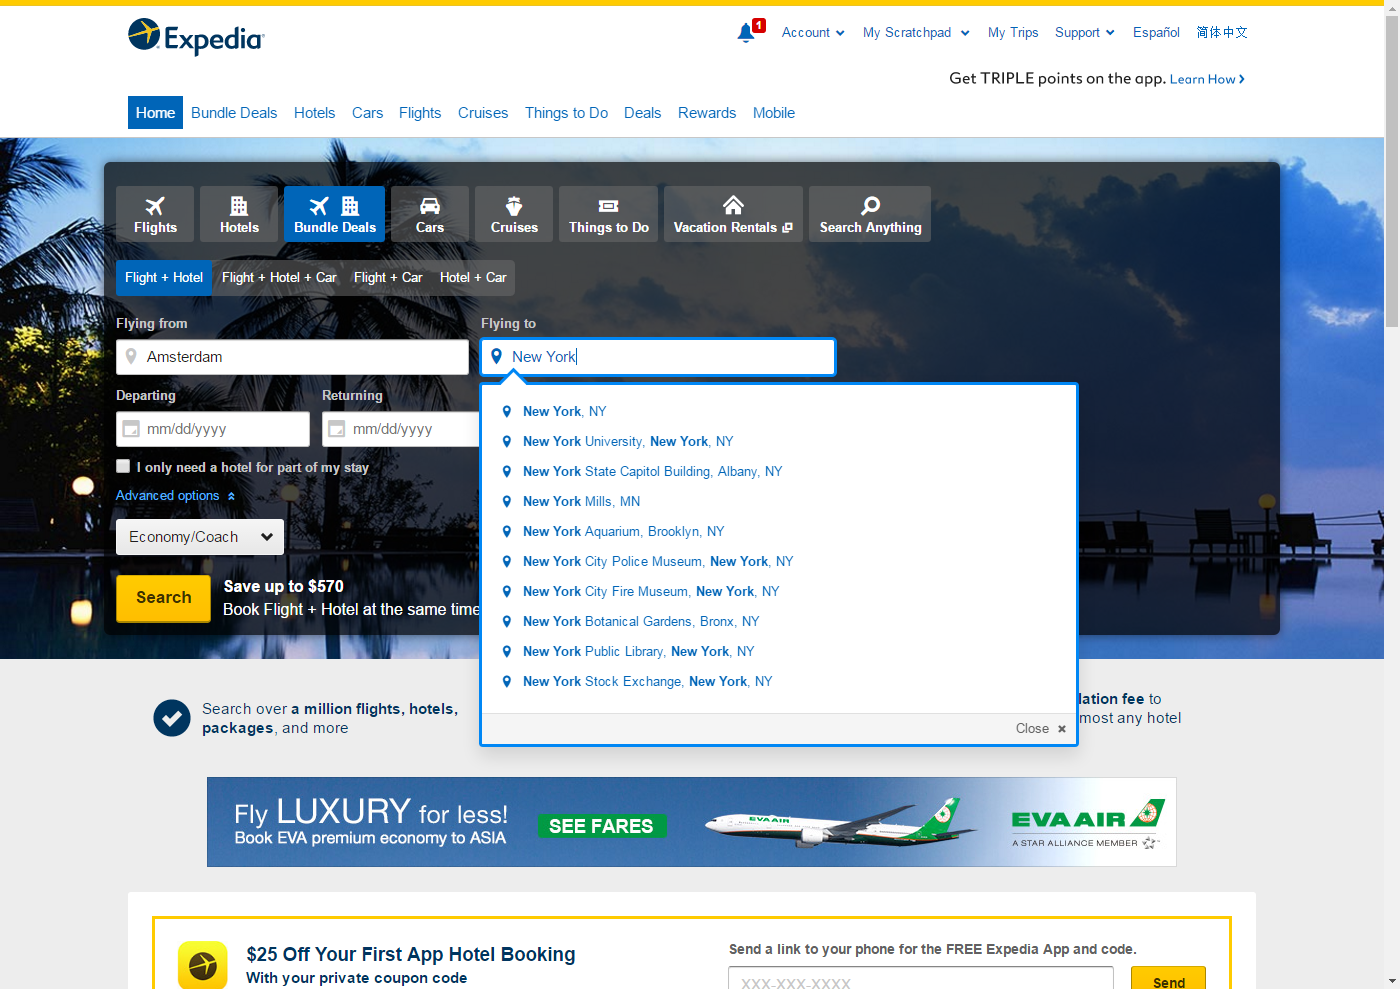 Expedia
1
Account
My Scratchpad
My Trips
Support
Español
简体中文
Get TRIPLE points on the app. Learn How
Home
Bundle Deals
Hotels
Cars
Flights
Cruises
Things to Do
Deals
Rewards
Mobile
Flights
Hotels
Bundle Deals
Cars
Cruises
Things to Do
Vacation Rentals
Search Anything
Flight + Hotel
Flight + Hotel + Car
Flight + Car
Hotel + Car
Flying from
Flying to
Amsterdam
New York
Departing
Returning
mm/dd/yyyy
mm/dd/yyyy
I only need a hotel for part of my stay
Advanced options
Economy/Coach
Search
Save up to $570
Book Flight + Hotel at the same time
New York, NY
New York University, New York, NY
New York State Capitol Building, Albany, NY
New York Mills, MN
New York Aquarium, Brooklyn, NY
New York City Police Museum, New York, NY
New York City Fire Museum, New York, NY
New York Botanical Gardens, Bronx, NY
New York Public Library, New York, NY
New York Stock Exchange, New York, NY
Close
Search over a million flights, hotels,
packages, and more
lation fee to
most any hotel
Fly LUXURY for less!
Book EVA premium economy to ASIA
SEE FARES
EVA AIR
EVA AIR
A STAR ALLIANCE MEMBER
$25 Off Your First App Hotel Booking
With your private coupon code
Send a link to your phone for the FREE Expedia App and code.
XXX-XXX-XXXX
Send